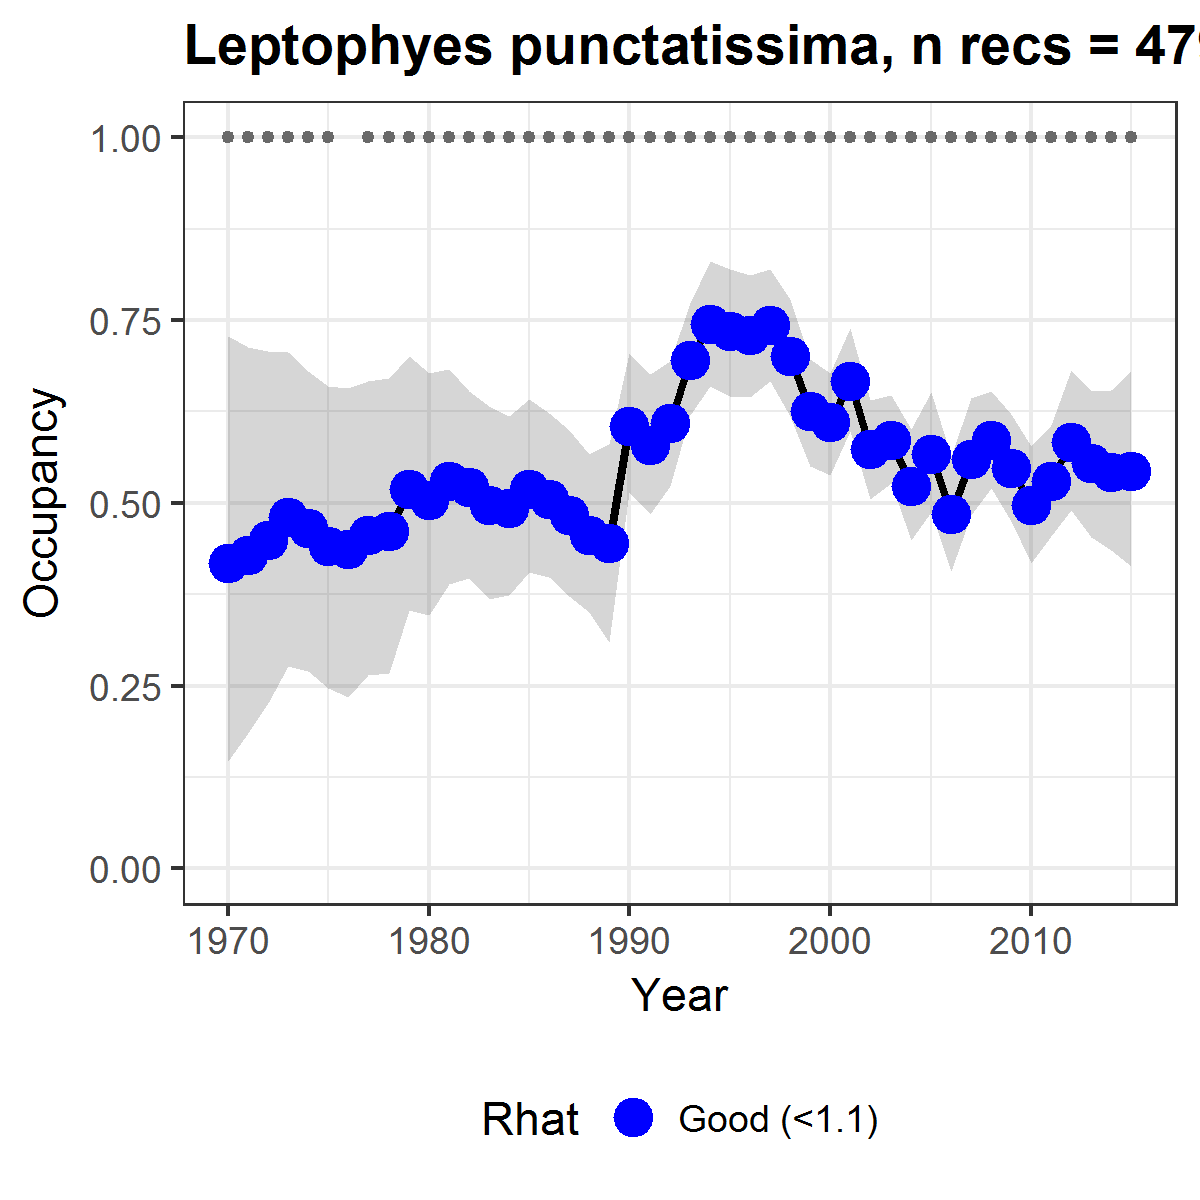 Leptophyes punctatissima, n recs = 47
1.00
0.75
0.50
0.25
0.00
Occupancy
1970 1980 1990 2000 2010
Year
Rhat Good (<1.1)